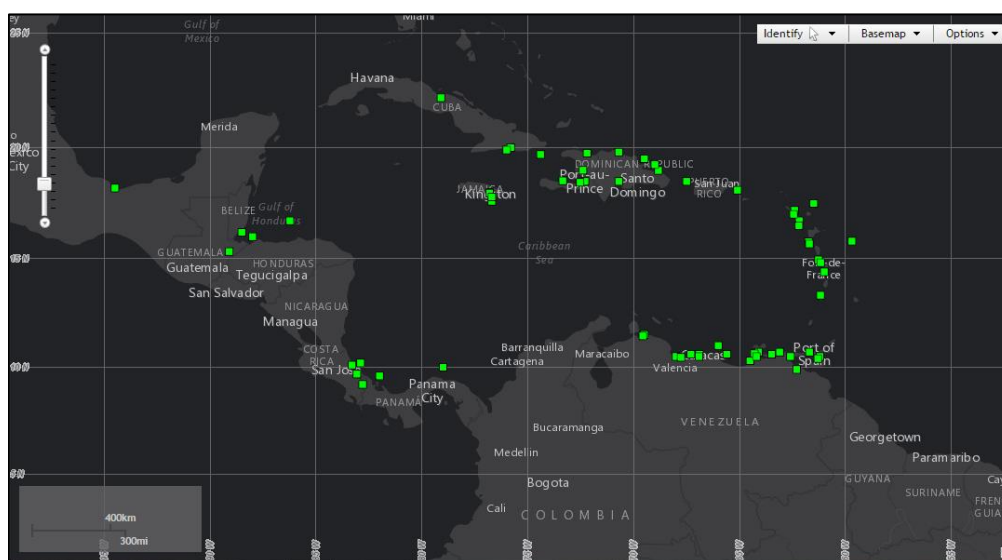 Miami
Identify Basemap Options
Gulf of
Mexico
Havana
CUBA
Merida
City
DOMINICAN REPUBLIC
Port-au-
Prince
Santo
Domingo
San Juan
PUERTO
RICO
JAMAICA
Kingston
BELIZE
Gulf of
Honduras
Caribbean
Sea
GUATEMALA
Guatemala
HONDURAS
Tegucigalpa
Fort-de-
France
San Salvador
NICARAGUA
Managua
COSTA
RICA
San José
Barranquilla
Cartagena
Maracaibo
Caracas
Valencia
Port of
Spain
Panama
City
PANAMÁ
VENEZUELA
Bucaramanga
Georgetown
Medellin
Paramaribo
Bogota
GUYANA
SURINAME
Cali
COLOMBIA
400km
300mi